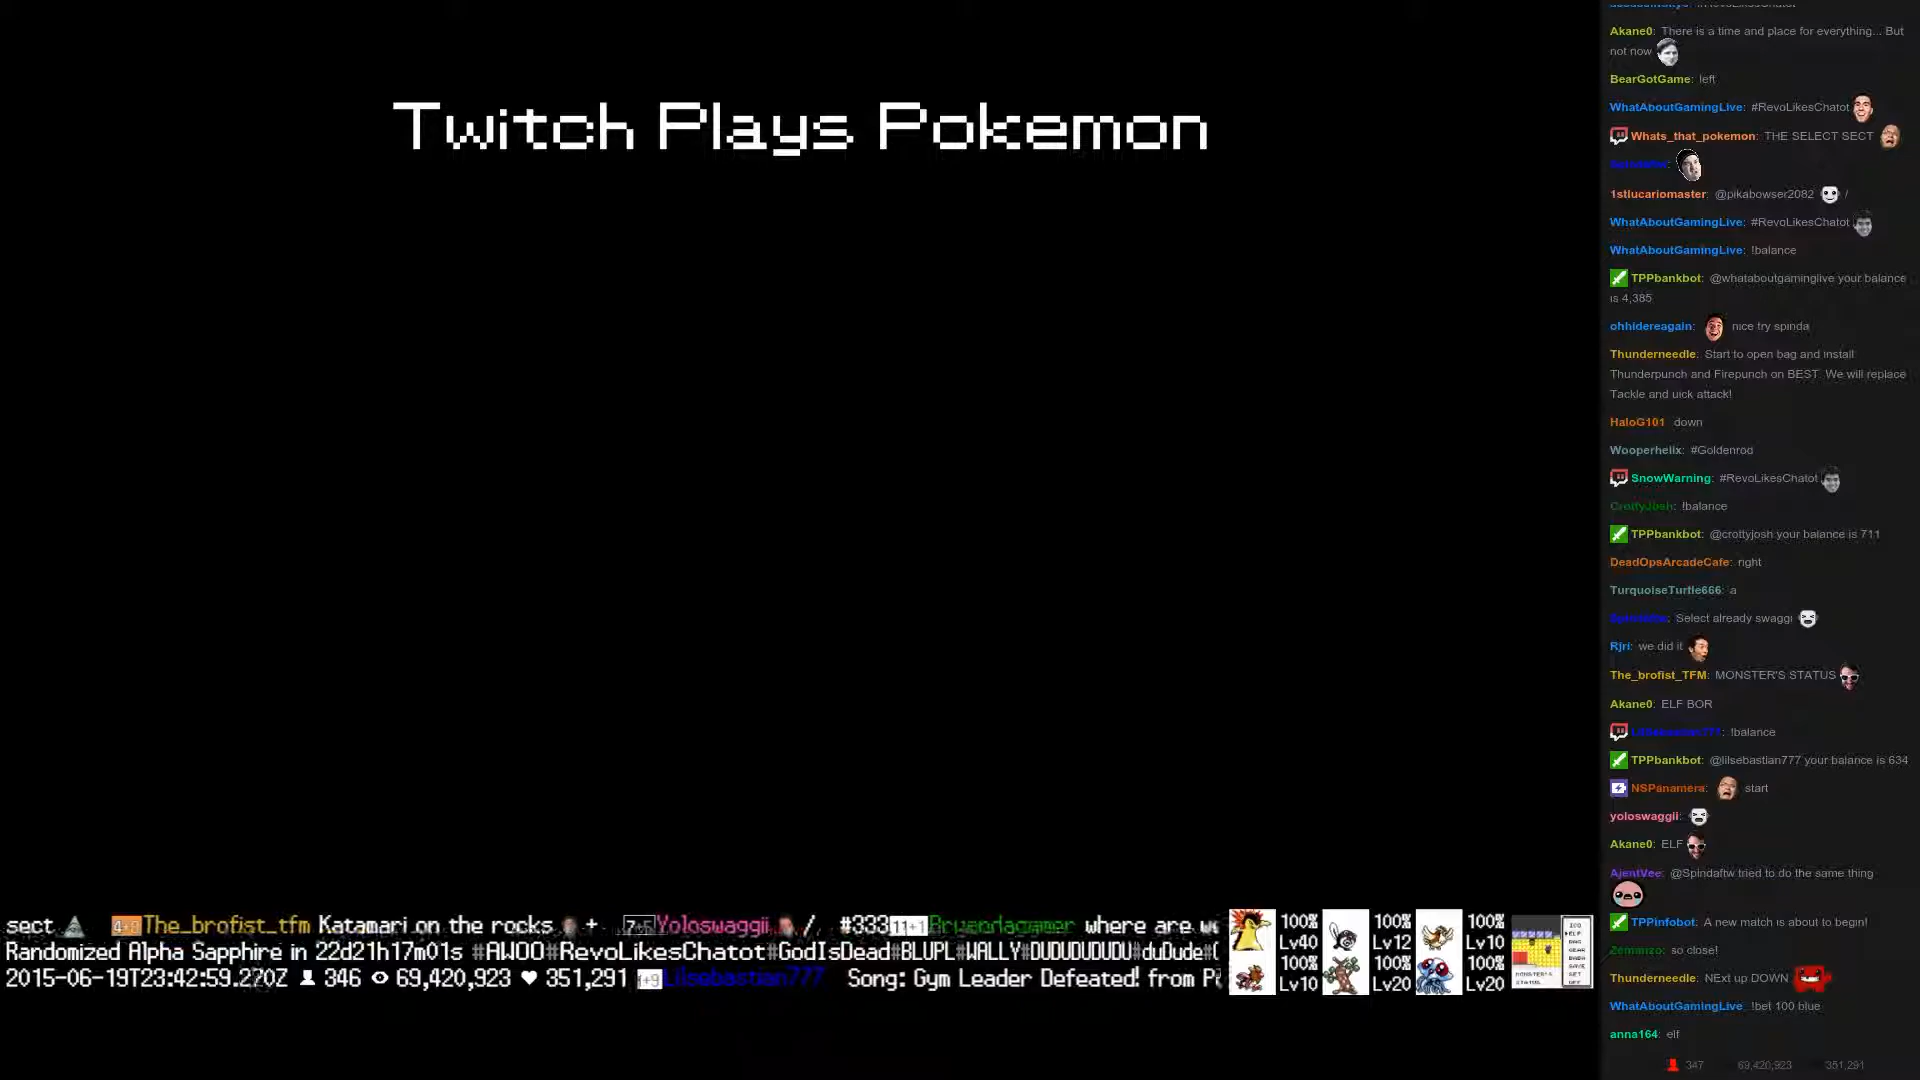 Twitch Plays Pokemon
Akane0: There is a time and place for everything... But
not now
BearGotGame: left
WhatAboutGamingLive: #RevoLikesChatot
Whats_that_pokemon: THE SELECT SECT
1stlucariomaster: @pikabowser2082 /
WhatAboutGamingLive: #RevoLikesChatot
WhatAboutGamingLive: !balance
TPPbankbot: @whataboutgaminglive your balance
is 4,385
ohhidereagain: nice try spinda
Thunderneedle: Start to open bag and install
Thunderpunch and Firepunch on BEST. We will replace
Tackle and uick attack!
HaloG101 down
Wooperhelix: #Goldenrod
SnowWarning: #RevoLikesChatot
CrottyJosh: !balance
TPPbankbot: @crottyjosh your balance is 711
DeadOpsArcadeCafe: right
TurquoiseTurtle666: a
Select already swaggi
Rjri: we did it
The_brofist_TFM: MONSTER'S STATUS
Akane0: ELF BOR
Lilsebastian777: !balance
TPPbankbot: @lilsebastian777 your balance is 634
NSPanamera: start
yoloswaggii:
Akane0: ELF
AjentVee: @Spindaftw tried to do the same thing
TPPinfobot: A new match is about to begin!
so close!
Thunderneedle: NExt up DOWN
WhatAboutGamingLive !bet 100 blue
anna164: elf
347 69,420,923 351,291
sect The_brofist_tfm Katamari on the rocks + Yoloswaggii / #333 11+1 where are w
Randomized Alpha Sapphire in 22d21h17m01s #AWOO#RevoLikesChatot#GodIsDead#BLUPL#WALLY#DUDUDUDUDU#duDude#
2015-06-19T23:42:59 346 69,420,923 351,291 Lilsebastian777 Song: Gym Leader Defeated! from P
100% 100% 100%
Lv40 Lv12 Lv10
100% 100% 100%
Lv10 Lv20 Lv20
MONSTER'S
STATUS